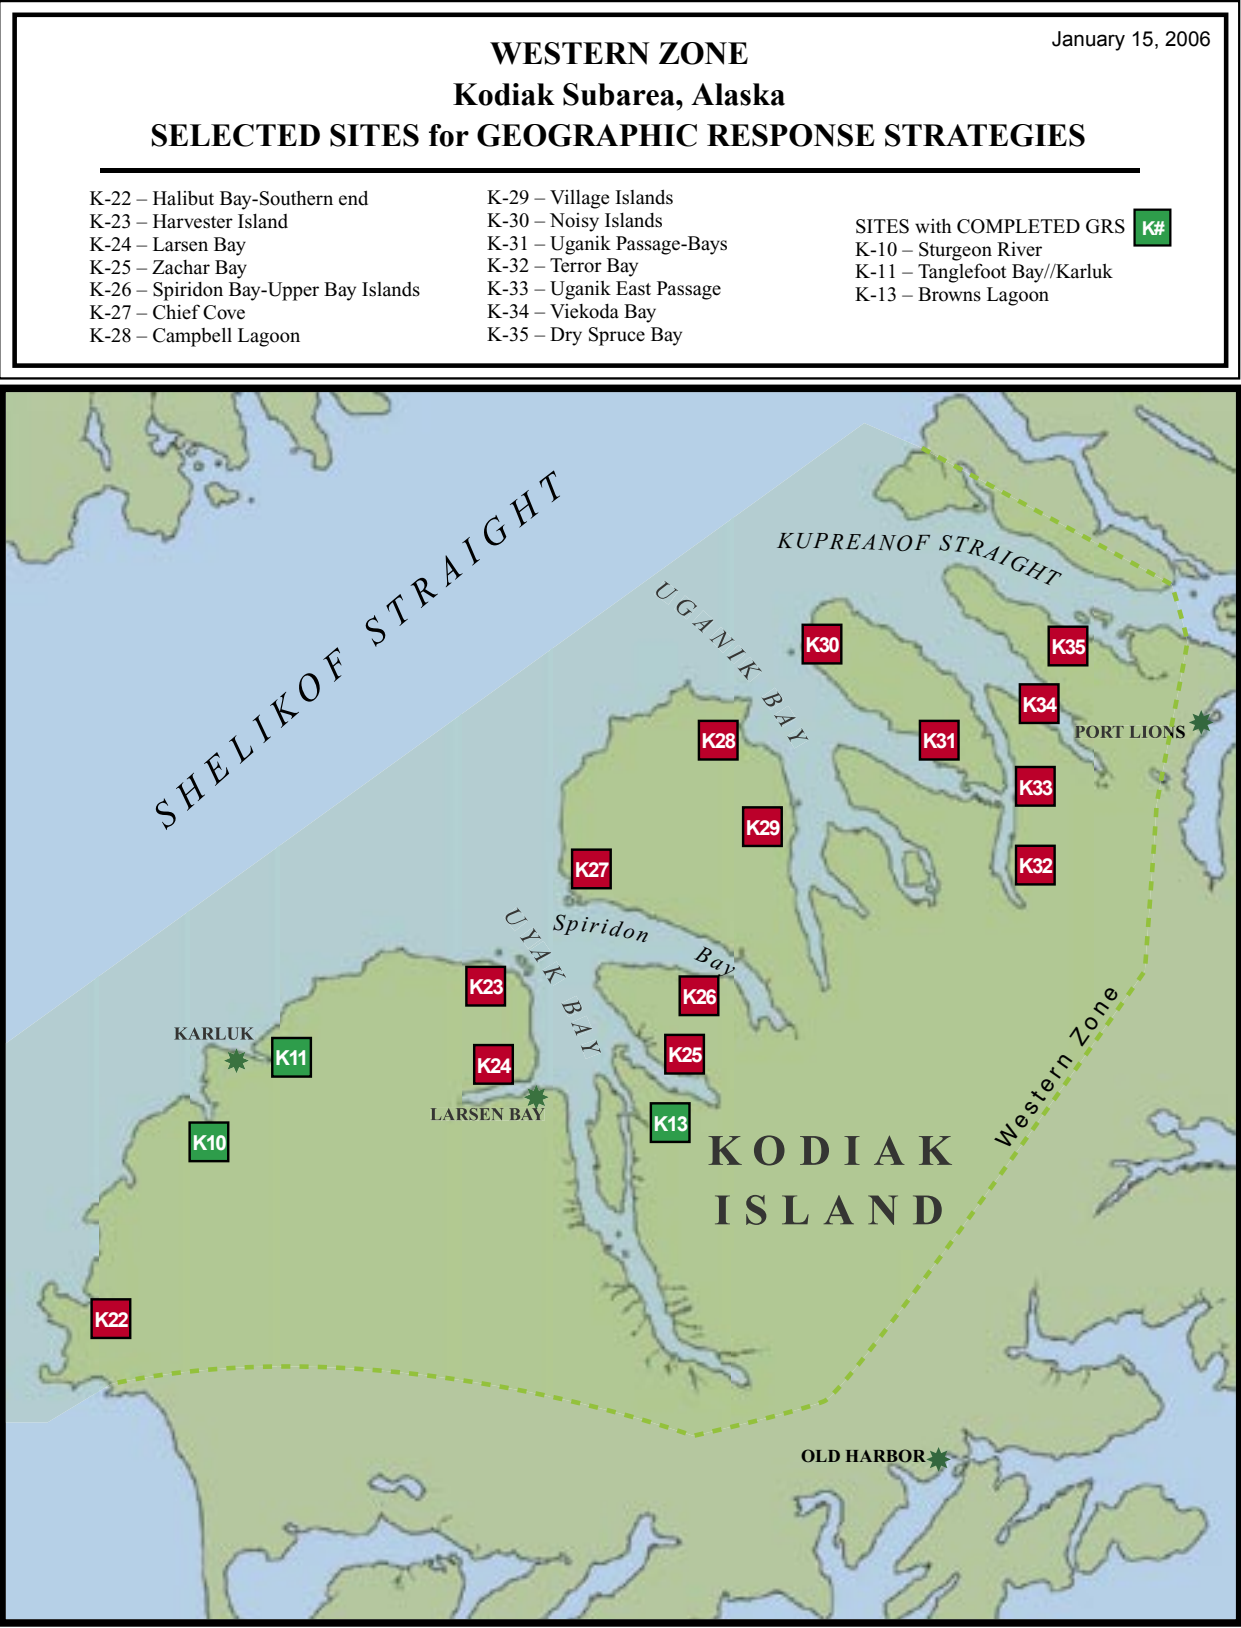 January 15, 2006
WESTERN ZONE
Kodiak Subarea, Alaska
SELECTED SITES for GEOGRAPHIC RESPONSE STRATEGIES
K-22 – Halibut Bay-Southern end
K-23 – Harvester Island
K-24 – Larsen Bay
K-25 – Zachar Bay
K-26 – Spiridon Bay-Upper Bay Islands
K-27 – Chief Cove
K-28 – Campbell Lagoon
K-29 – Village Islands
K-30 – Noisy Islands
K-31 – Uganik Passage-Bays
K-32 – Terror Bay
K-33 – Uganik East Passage
K-34 – Viekoda Bay
K-35 – Dry Spruce Bay
SITES with COMPLETED GRS K#
K-10 – Sturgeon River
K-11 – Tanglefoot Bay//Karluk
K-13 – Browns Lagoon
SHELIKOF STRAIGHT
KUPREANOF STRAIGHT
UGANIK BAY
K30
K35
K34
PORT LIONS
K28
K31
K33
K29
K32
K27
Spiridon Bay
UYAK BAY
K23
K26
KARLUK
K11
K24
K25
LARSEN BAY
K13
K10
KODIAK
ISLAND
Western Zone
K22
OLD HARBOR